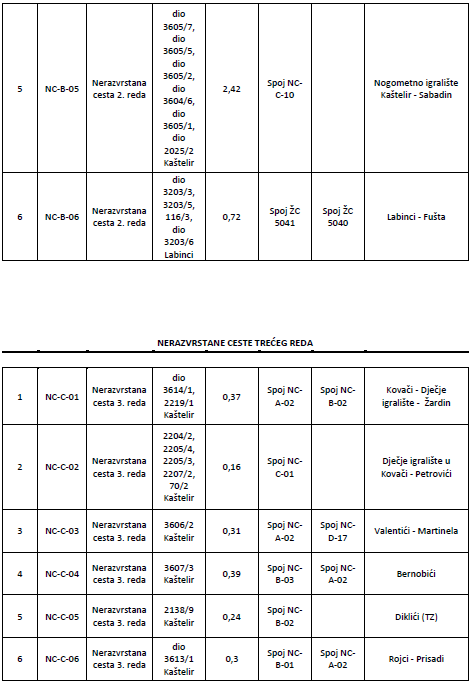 dio
3605/7,
dio
3605/5,
dio
3605/2,
dio
3604/6,
dio
3605/1,
dio
2025/2
Kaštelir
5
NC-B-05
Nerazvrstana
cesta 2. reda
2,42
Spoj NC-
C-10
Nogometno igralište
Kaštelir - Sabadin
6
NC-B-06
Nerazvrstana
cesta 2. reda
dio
3203/3,
3203/5,
116/3,
dio
3203/6
Labinci
0,72
Spoj ŽC
5041
Spoj ŽC
5040
Labinci - Fušta
NERAZVRSTANE CESTE TREĆEG REDA
1
NC-C-01
Nerazvrstana
cesta 3. reda
dio
3614/1,
2219/1
Kaštelir
0,37
Spoj NC-
A-02
Spoj NC-
B-02
Kovači - Dječje
igralište - Žardin
2
NC-C-02
Nerazvrstana
cesta 3. reda
2204/2,
2205/4,
2205/3,
2207/2,
70/2
Kaštelir
0,16
Spoj NC-
C-01
Dječje igralište u
Kovači - Petrovići
3
NC-C-03
Nerazvrstana
cesta 3. reda
3606/2
Kaštelir
0,31
Spoj NC-
A-02
Spoj NC-
D-17
Valentići - Martinela
4
NC-C-04
Nerazvrstana
cesta 3. reda
3607/3
Kaštelir
0,39
Spoj NC-
B-03
Spoj NC-
A-02
Bernobići
5
NC-C-05
Nerazvrstana
cesta 3. reda
2138/9
Kaštelir
0,24
Spoj NC-
B-02
Diklići (TZ)
6
NC-C-06
Nerazvrstana
cesta 3. reda
dio
3613/1
Kaštelir
0,3
Spoj NC-
B-01
Spoj NC-
A-02
Rojci - Prisadi